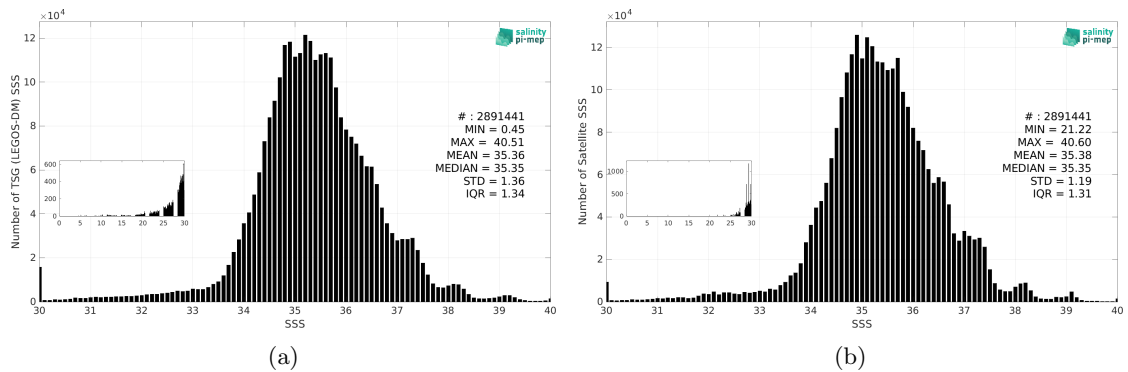 ×10⁴
12
10
8
6
4
2
0
Number of TSG (LEGOS-DM) SSS
salinity
pi-mep
# : 2891441
MIN = 0.45
MAX = 40.51
MEAN = 35.36
MEDIAN = 35.35
STD = 1.36
IQR = 1.34
600
400
200
0
0 5 10 15 20 25 30
30 31 32 33 34 35 36 37 38 39 40
SSS
(a)
×10⁴
12
10
8
6
4
2
0
Number of Satellite SSS
salinity
pi-mep
# : 2891441
MIN = 21.22
MAX = 40.60
MEAN = 35.38
MEDIAN = 35.35
STD = 1.19
IQR = 1.31
1000
500
0
0 5 10 15 20 25 30
30 31 32 33 34 35 36 37 38 39 40
SSS
(b)